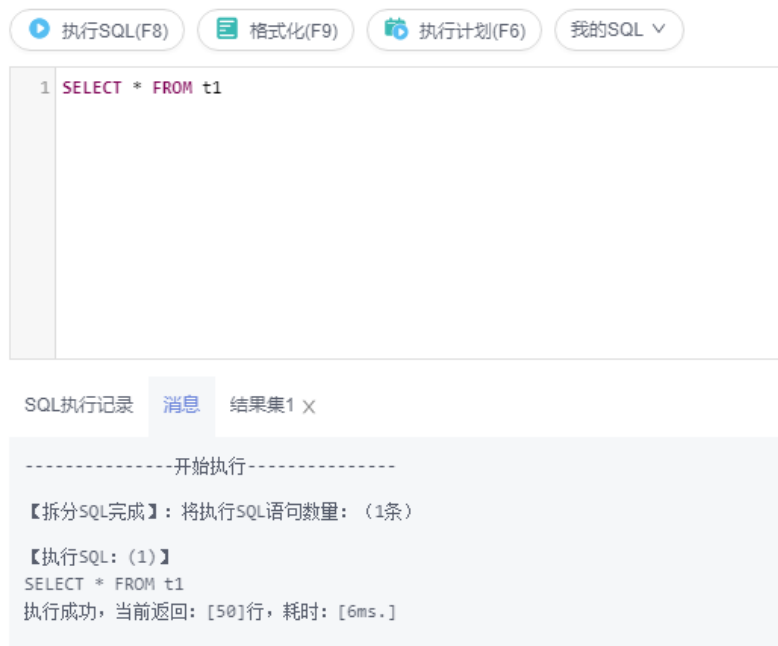 执行SQL(F8) 格式化(F9) 执行计划(F6) 我的SQL
1 SELECT * FROM t1
SQL执行记录 消息 结果集1 X
---------------开始执行---------------
【拆分SQL完成】：将执行SQL语句数量：（1条）
【执行SQL：(1)】
SELECT * FROM t1
执行成功，当前返回：[50]行，耗时：[6ms.]